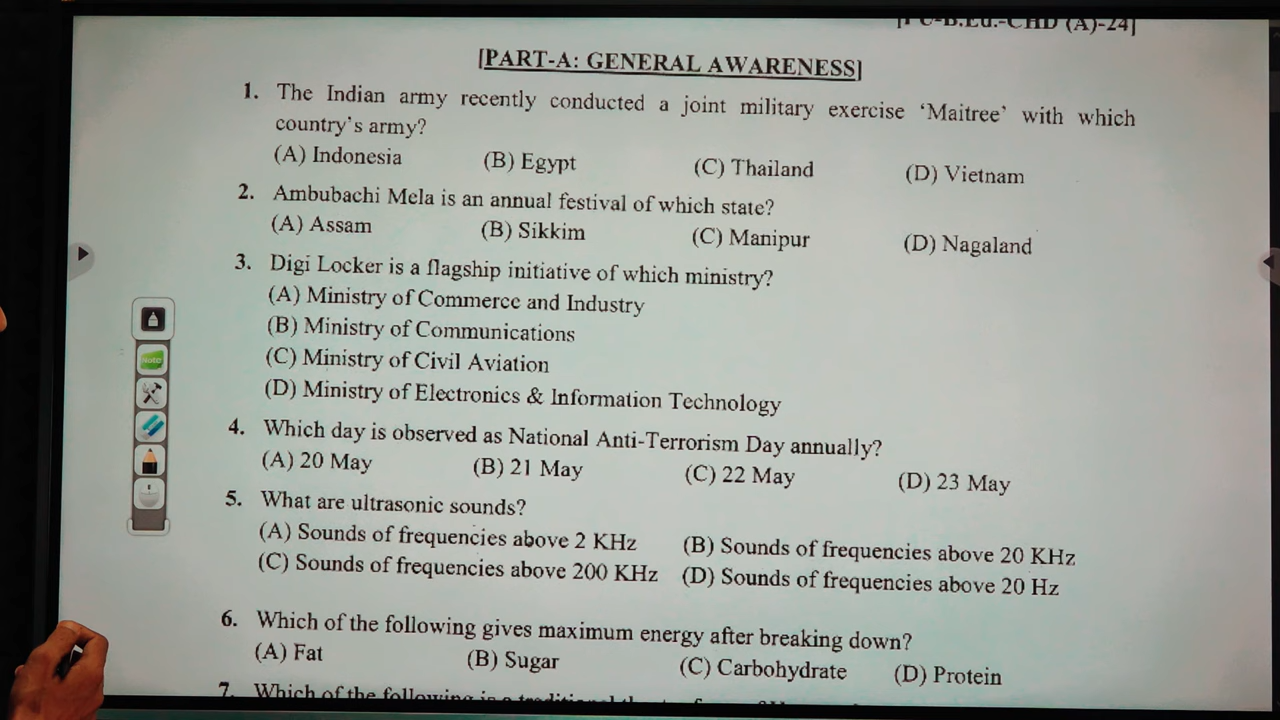 [PART-A: GENERAL AWARENESS]
1. The Indian army recently conducted a joint military exercise ‘Maitree’ with which
country’s army?
(A) Indonesia (B) Egypt (C) Thailand (D) Vietnam
2. Ambubachi Mela is an annual festival of which state?
(A) Assam (B) Sikkim (C) Manipur (D) Nagaland
3. Digi Locker is a flagship initiative of which ministry?
(A) Ministry of Commerce and Industry
(B) Ministry of Communications
(C) Ministry of Civil Aviation
(D) Ministry of Electronics & Information Technology
4. Which day is observed as National Anti-Terrorism Day annually?
(A) 20 May (B) 21 May (C) 22 May (D) 23 May
5. What are ultrasonic sounds?
(A) Sounds of frequencies above 2 KHz (B) Sounds of frequencies above 20 KHz
(C) Sounds of frequencies above 200 KHz (D) Sounds of frequencies above 20 Hz
6. Which of the following gives maximum energy after breaking down?
(A) Fat (B) Sugar (C) Carbohydrate (D) Protein
7. Which of the following is a